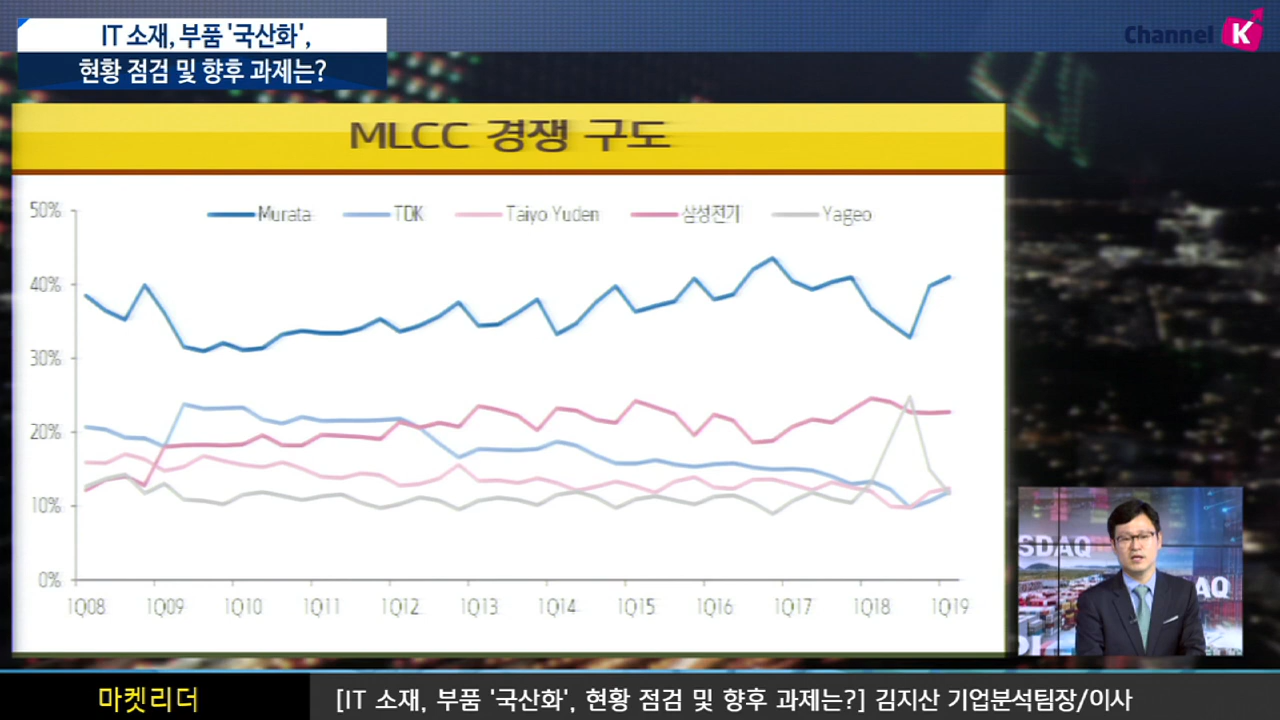 IT 소재, 부품 '국산화',
현황 점검 및 향후 과제는?
Channel K
MLCC 경쟁 구도
Murata TDK Taiyo Yuden 삼성전기 Yageo
50%
40%
30%
20%
10%
0%
1Q08 1Q09 1Q10 1Q11 1Q12 1Q13 1Q14 1Q15 1Q16 1Q17 1Q18 1Q19
SDAQ
AQ
마켓리더
[IT 소재, 부품 '국산화', 현황 점검 및 향후 과제는?] 김지산 기업분석팀장/이사